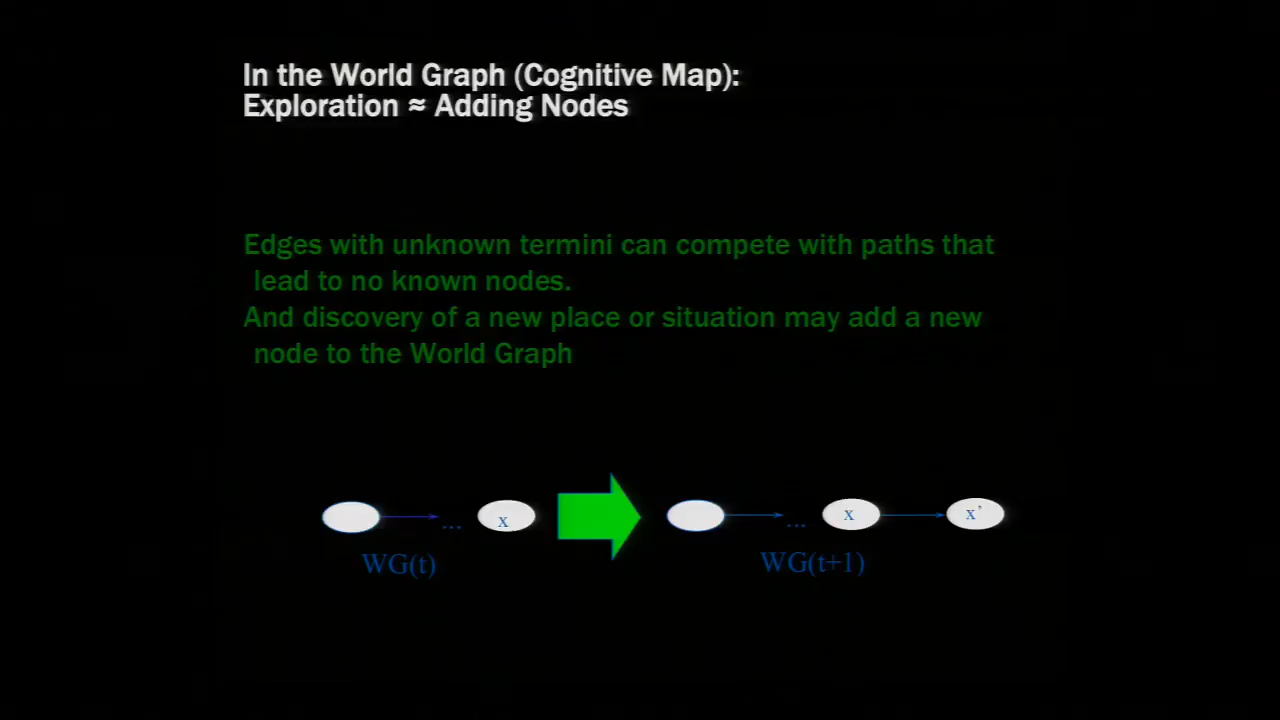 In the World Graph (Cognitive Map):
Exploration ≈ Adding Nodes
Edges with unknown termini can compete with paths that
lead to no known nodes.
And discovery of a new place or situation may add a new
node to the World Graph
... x ... x x'
WG(t) WG(t+1)